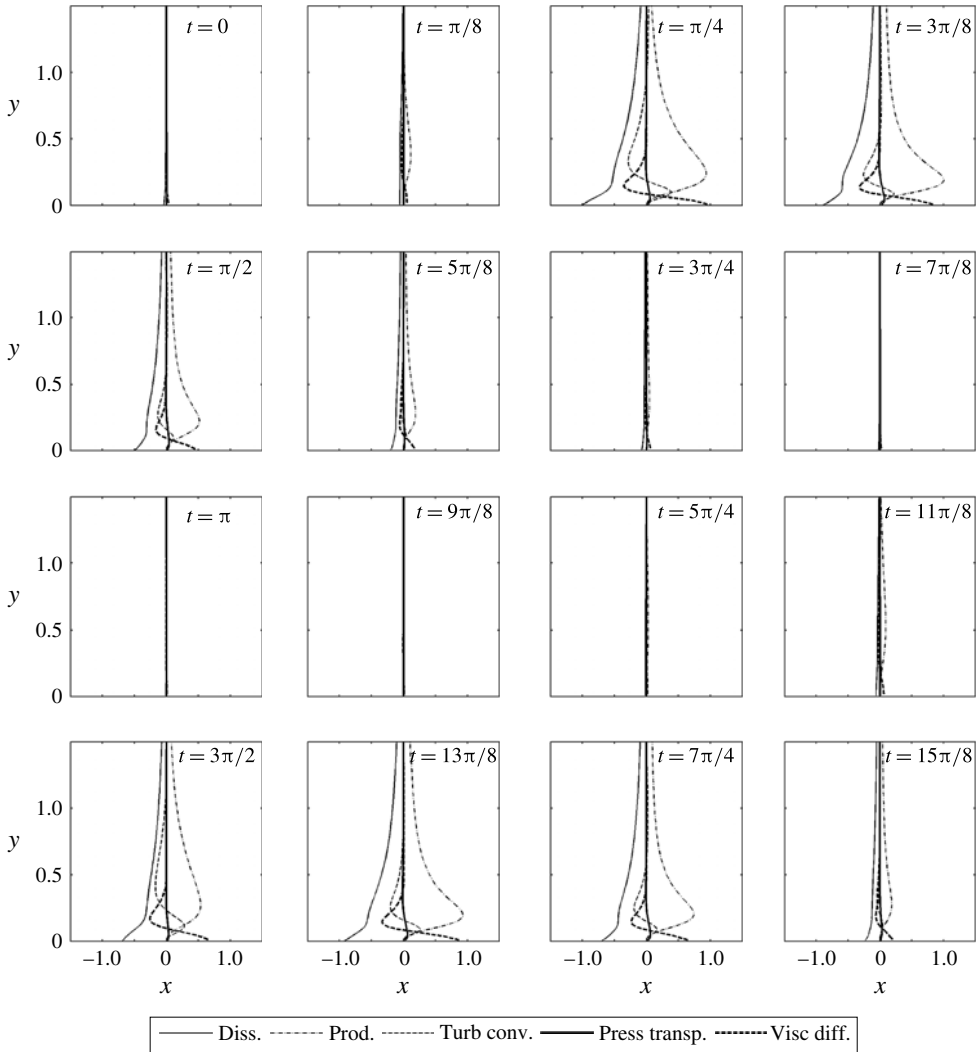 t = 0
t = π/8
t = π/4
t = 3π/8
1.0
y
0.5
0
t = π/2
t = 5π/8
t = 3π/4
t = 7π/8
1.0
y
0.5
0
t = π
t = 9π/8
t = 5π/4
t = 11π/8
1.0
y
0.5
0
t = 3π/2
t = 13π/8
t = 7π/4
t = 15π/8
1.0
y
0.5
0
–1.0 0 1.0
–1.0 0 1.0
–1.0 0 1.0
–1.0 0 1.0
x x x x
Diss. Prod. Turb conv. Press transp. Visc diff.